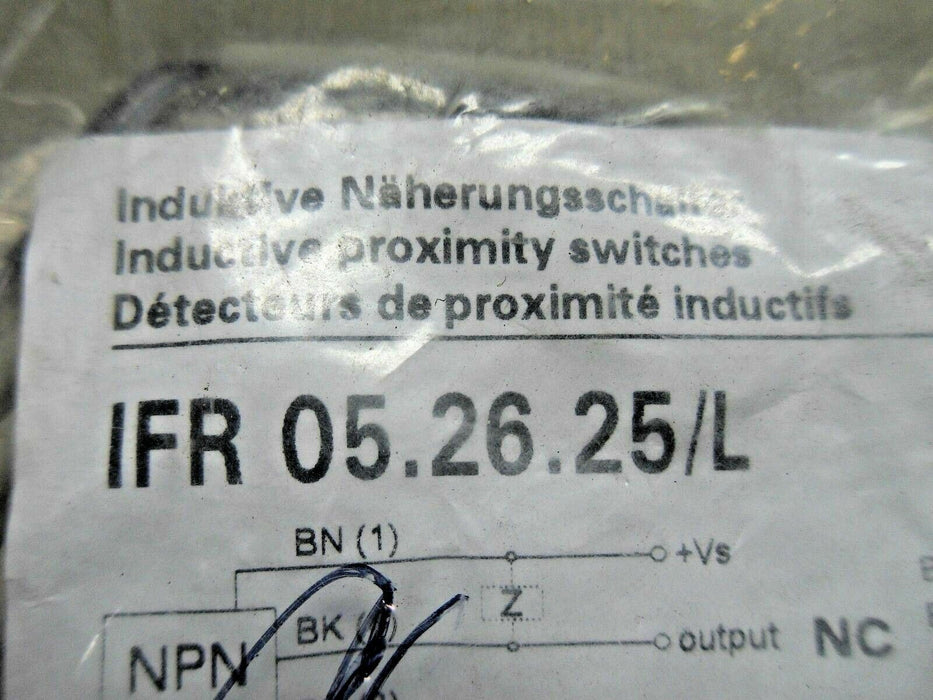 Induktive Näherungsschalter
Inductive proximity switches
Détecteurs de proximité inductifs
IFR 05.26.25/L
BN (1)
+Vs
Z
BK
output NC
NPN